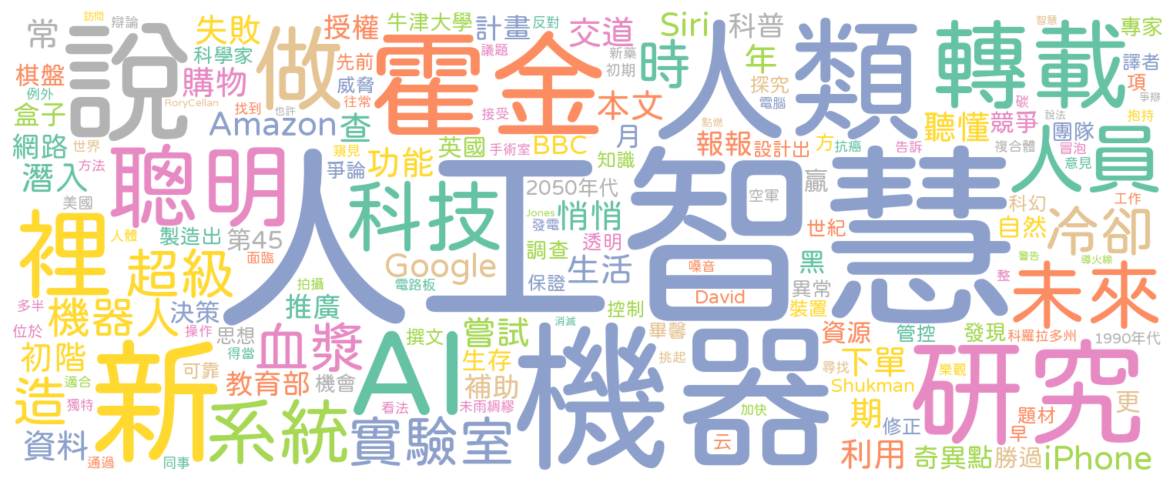 訪問
辯論
牛津大學
反對
議題
計畫
交道
Siri
科普
智慧
專家
常
說
失敗
授權
科學家
先前
做
霍金
新藥
初期
時
年
人類
轉載
譯者
棋盤
購物
威脅
探究
碳
項
例外
RoryCellan
找到
也許
往常
接受
本文
電腦
爭辯
盒子
Amazon
查
點燃
月
報報
方
抗癌
聽懂
競爭
說法
團隊
抱持
網路
世界
窺見
功能
英國
手術室
BBC
知識
設計出
告訴
冒泡
複合體
意見
人員
潛入
方法
聰明
爭論
科技
2050年代
空軍
贏
智慧
科幻
工作
美國
人工智慧
Jones
悄悄
發電
世紀
自然
冷卻
裡
人體
製造出
第45
調查
透明
黑
面臨
Google
生活
噪音
警告
導火線
超級
拍攝
保證
David
異常
整
未來
多半
機器人
決策
推廣
電路板
控制
裝置
位於
操作
思想
嘗試
消滅
畢馨
資源
管控
發現
科羅拉多州
1990年代
初階
得當
血漿
撰文
AI
生存
機器
挑起
尋找
下單
樂觀
研究
造
適合
新
可靠
教育部
機會
補助
Shukman
更
獨特
系統
看法
未雨綢繆
加快
期
題材
早
資料
通過
同事
實驗室
云
修正
利用
奇異點
勝過
iPhone